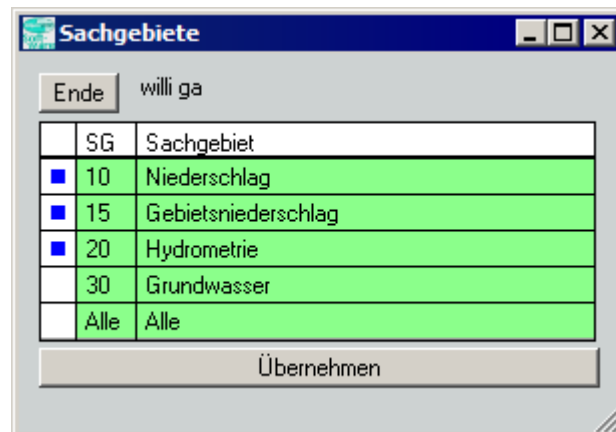 Sachgebiete
Ende willi ga
SG Sachgebiet
10 Niederschlag
15 Gebietsniederschlag
20 Hydrometrie
30 Grundwasser
Alle Alle
Übernehmen